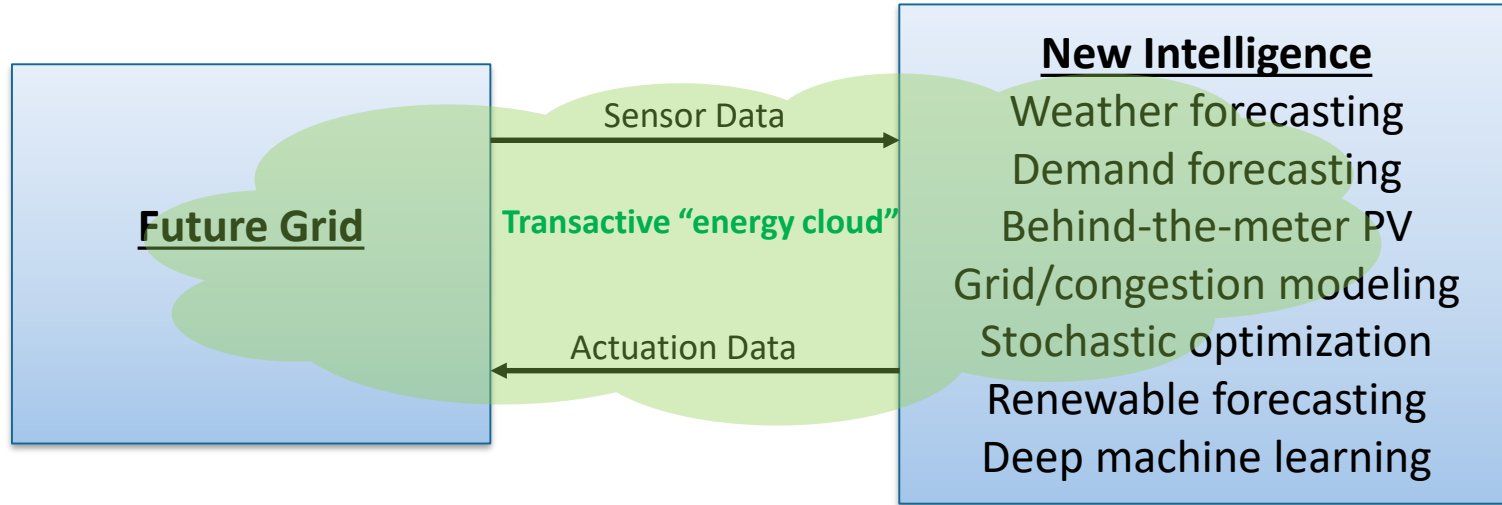 Future Grid
Sensor Data
Transactive “energy cloud”
Actuation Data
New Intelligence
Weather forecasting
Demand forecasting
Behind-the-meter PV
Grid/congestion modeling
Stochastic optimization
Renewable forecasting
Deep machine learning